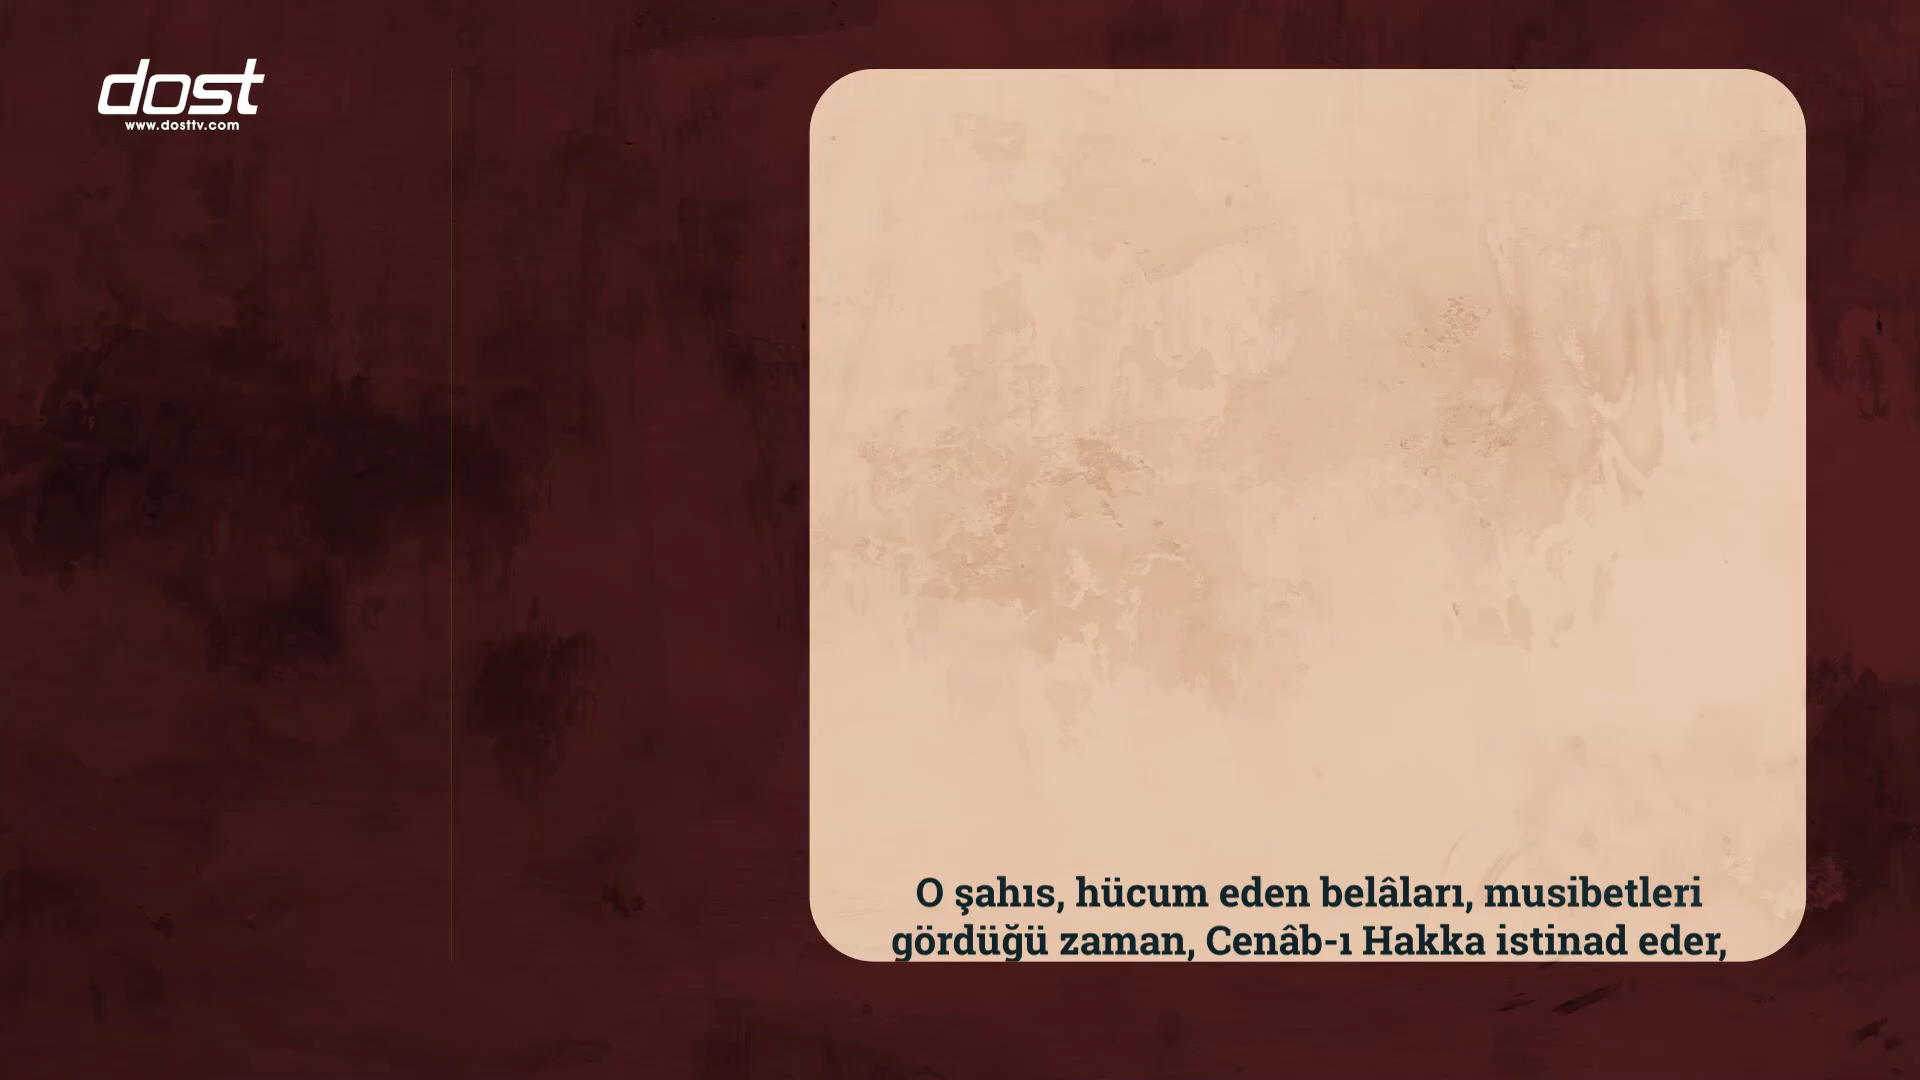 dost
www.dosttv.com
O şahıs, hücum eden belâları, musibetleri
gördüğü zaman, Cenâb-ı Hakka istinad eder,